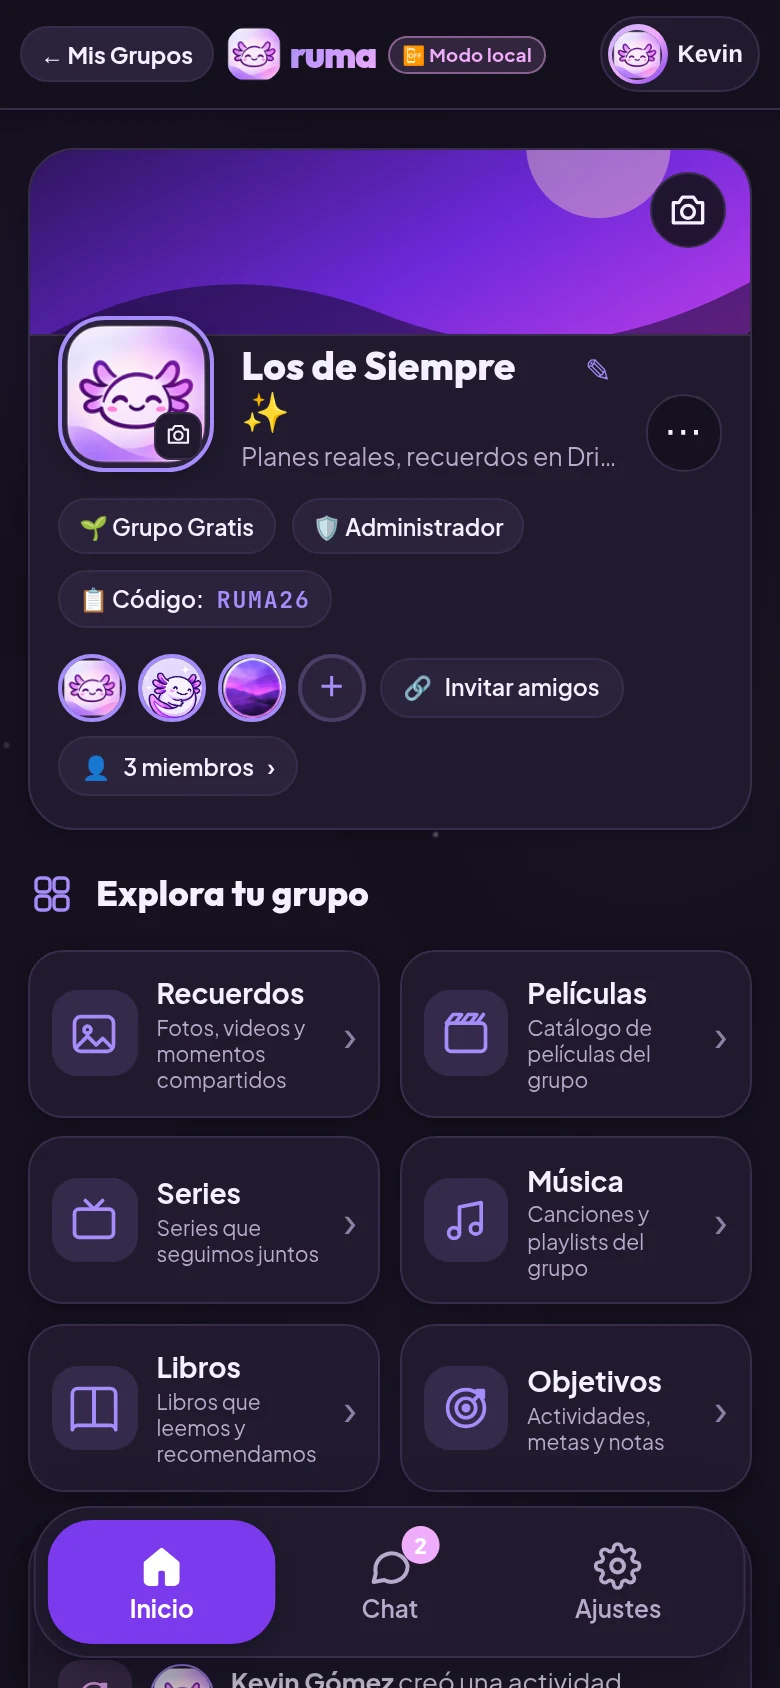 ← Mis Grupos
ruma
Modo local
Kevin
Los de Siempre
✨
Planes reales, recuerdos en Dri...
🌱 Grupo Gratis
🛡️ Administrador
📋 Código: RUMA26
🔗 Invitar amigos
👤 3 miembros ›
Explora tu grupo
Recuerdos
Fotos, videos y
momentos
compartidos
Películas
Catálogo de
películas del
grupo
Series
Series que
seguimos juntos
Música
Canciones y
playlists del
grupo
Libros
Libros que
leemos y
recomendamos
Objetivos
Actividades,
metas y notas
Inicio
2
Chat
Ajustes
Kevin Gómez creó una actividad